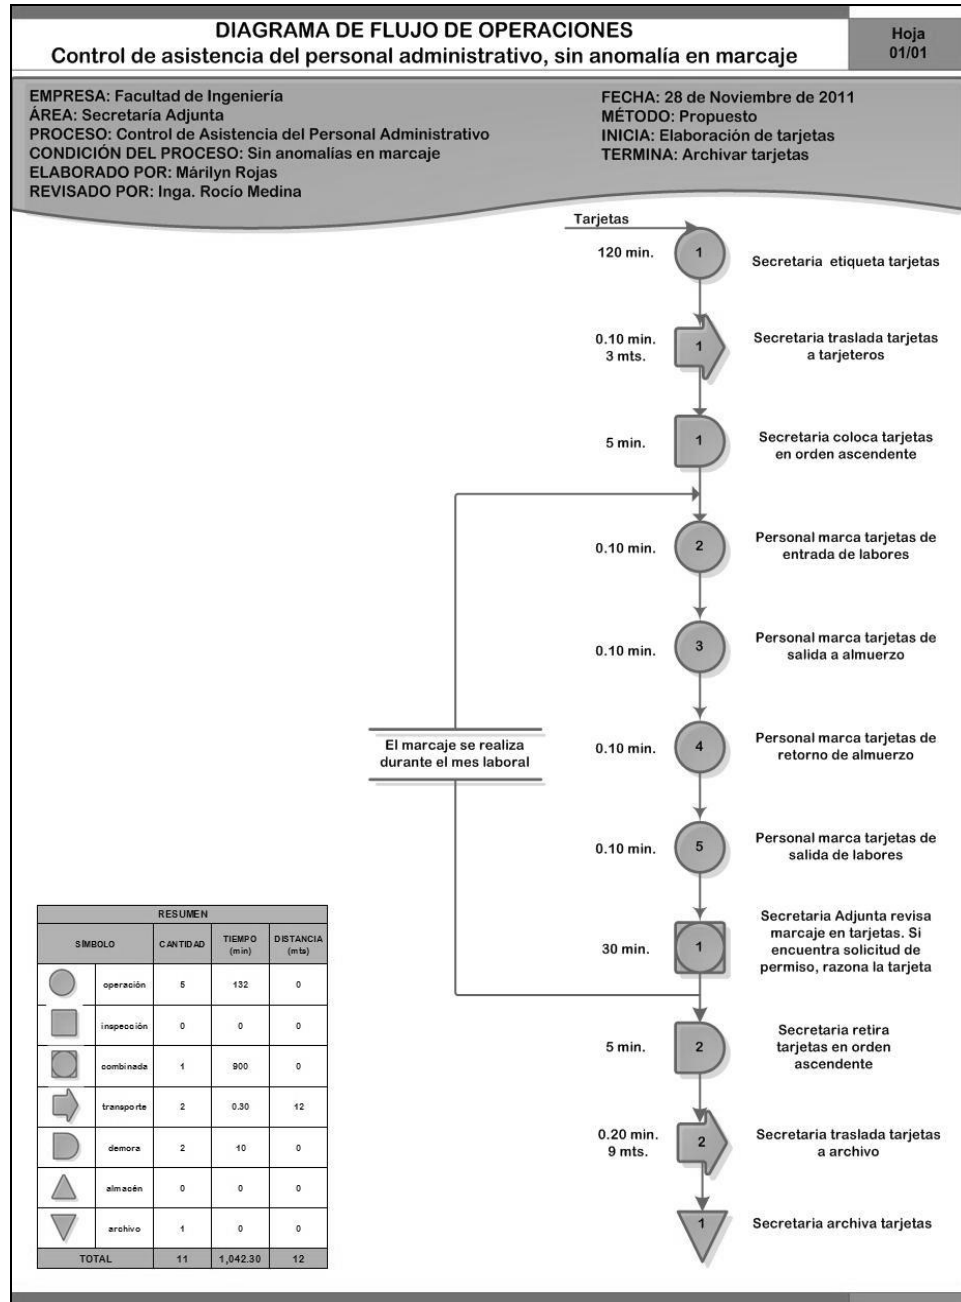 DIAGRAMA DE FLUJO DE OPERACIONES
Control de asistencia del personal administrativo, sin anomalía en marcaje
Hoja
01/01
EMPRESA: Facultad de Ingeniería
ÁREA: Secretaría Adjunta
PROCESO: Control de Asistencia del Personal Administrativo
CONDICIÓN DEL PROCESO: Sin anomalías en marcaje
ELABORADO POR: Márilyn Rojas
REVISADO POR: Inga. Rocío Medina
FECHA: 28 de Noviembre de 2011
MÉTODO: Propuesto
INICIA: Elaboración de tarjetas
TERMINA: Archivar tarjetas
Tarjetas
120 min.
1
Secretaria etiqueta tarjetas
0.10 min.
3 mts.
1
Secretaria traslada tarjetas
a tarjeteros
5 min.
1
Secretaria coloca tarjetas
en orden ascendente
0.10 min.
2
Personal marca tarjetas de
entrada de labores
0.10 min.
3
Personal marca tarjetas de
salida a almuerzo
El marcaje se realiza
durante el mes laboral
0.10 min.
4
Personal marca tarjetas de
retorno de almuerzo
0.10 min.
5
Personal marca tarjetas de
salida de labores
30 min.
1
Secretaria Adjunta revisa
marcaje en tarjetas. Si
encuentra solicitud de
permiso, razona la tarjeta
5 min.
2
Secretaria retira
tarjetas en orden
ascendente
0.20 min.
9 mts.
2
Secretaria traslada tarjetas
a archivo
1
Secretaria archiva tarjetas
RESUMEN
SÍMBOLO CANTIDAD TIEMPO (min) DISTANCIA (mts)
operación 5 132 0
inspección 0 0 0
combinada 1 900 0
transporte 2 0.30 12
demora 2 10 0
almacén 0 0 0
archivo 1 0 0
TOTAL 11 1,042.30 12